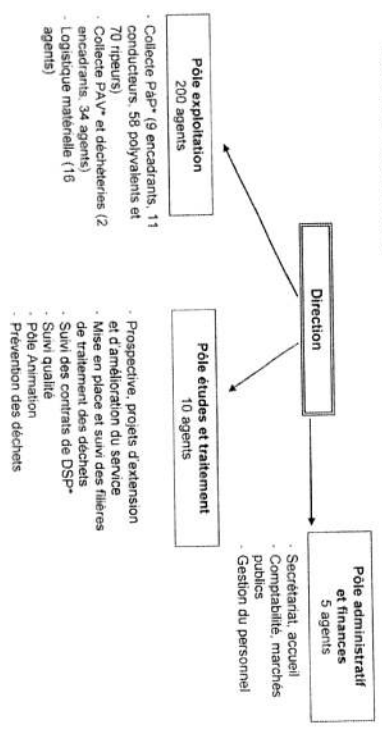 Direction
Pôle exploitation
200 agents
· Collecte PàP* (9 encadrants, 11
conducteurs, 58 polyvalents et
70 ripeurs)
· Collecte PAV* et déchèteries (2
encadrants, 34 agents)
· Logistique matérielle (16
agents)
Pôle études et traitement
10 agents
· Prospective, projets d'extension
et d'amélioration du service
· Mise en place et suivi des filières
de traitement des déchets
· Suivi des contrats de DSP*
· Suivi qualité
· Pôle Animation
· Prévention des déchets
Pôle administratif
et finances
5 agents
· Secrétariat, accueil
· Comptabilité, marchés
publics
· Gestion du personnel